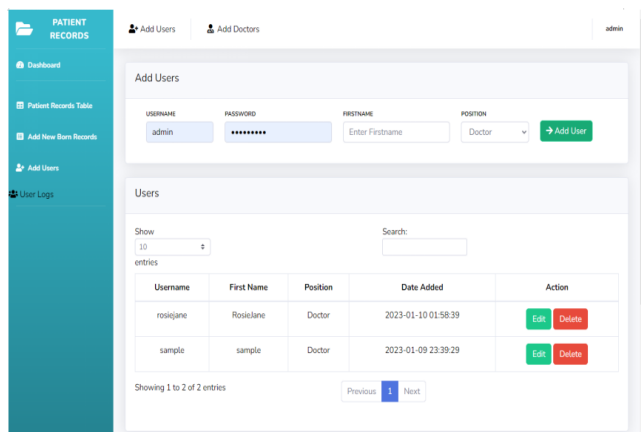 PATIENT
RECORDS
Add Users
Add Doctors
admin
Dashboard
Patient Records Table
Add New Born Records
Add Users
User Logs
Add Users
USERNAME PASSWORD FIRSTNAME POSITION
admin ••••••••• Enter Firstname Doctor Add User
Users
Show
10
entries
Search:
Username First Name Position Date Added Action
rosiejane RosieJane Doctor 2023-01-10 01:58:39 Edit Delete
sample sample Doctor 2023-01-09 23:39:29 Edit Delete
Showing 1 to 2 of 2 entries
Previous 1 Next